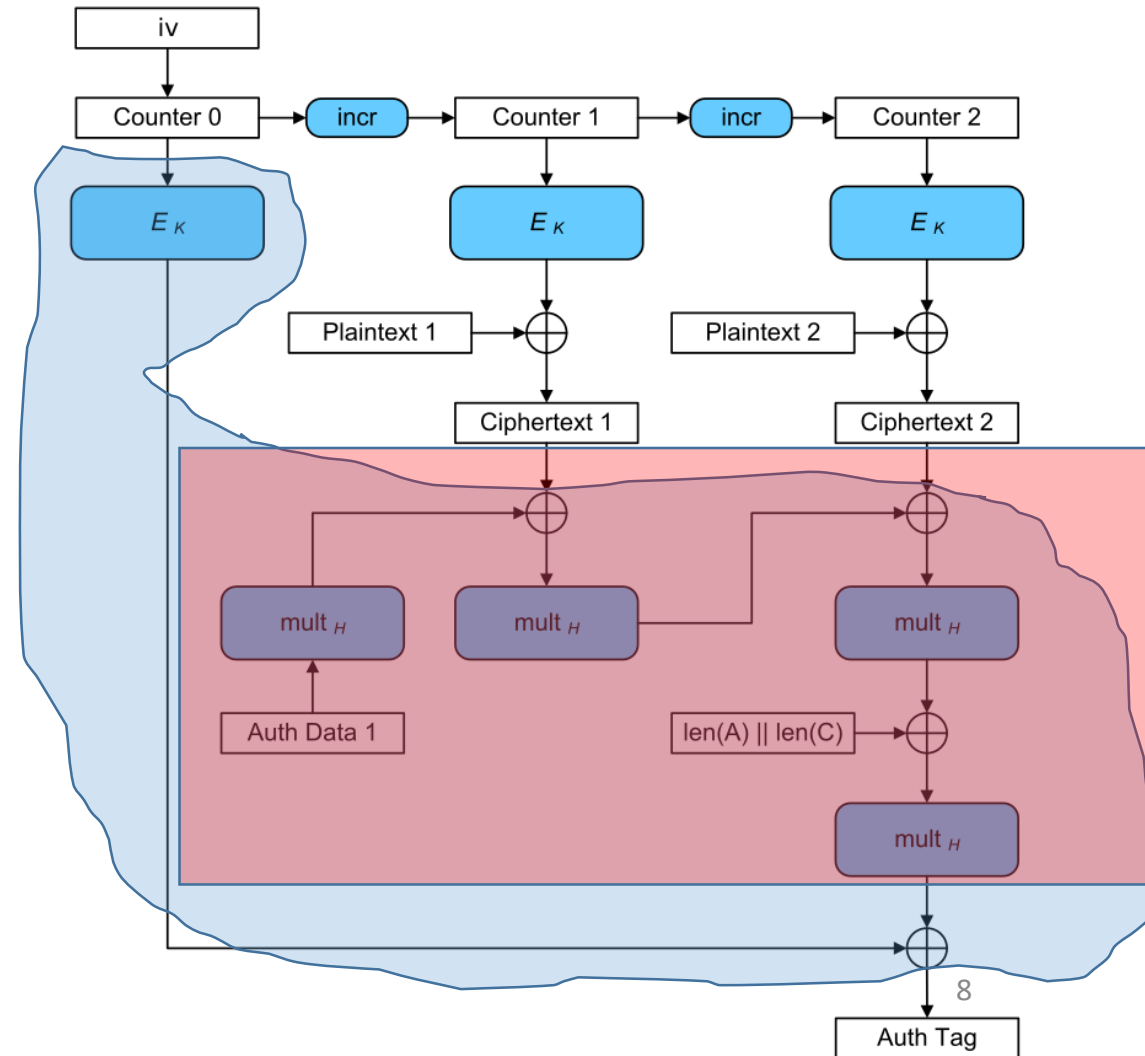 iv
Counter 0
incr
Counter 1
incr
Counter 2
E K
E K
E K
Plaintext 1
Plaintext 2
Ciphertext 1
Ciphertext 2
mult H
mult H
mult H
Auth Data 1
len(A) || len(C)
mult H
8
Auth Tag